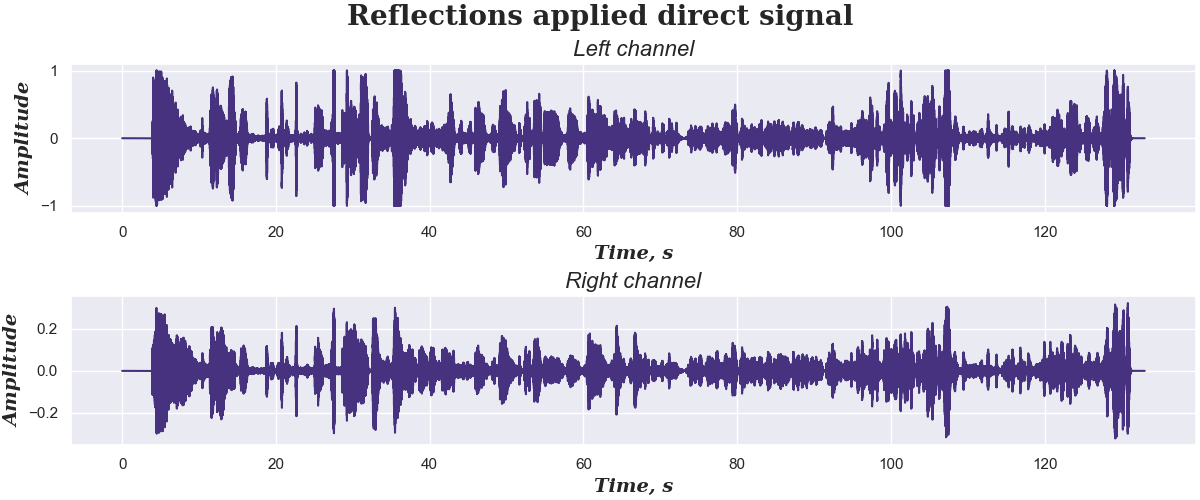 Reflections applied direct signal
Left channel
Amplitude
1
0
−1
0 20 40 60 80 100 120
Time, s
Right channel
Amplitude
0.2
0.0
−0.2
0 20 40 60 80 100 120
Time, s